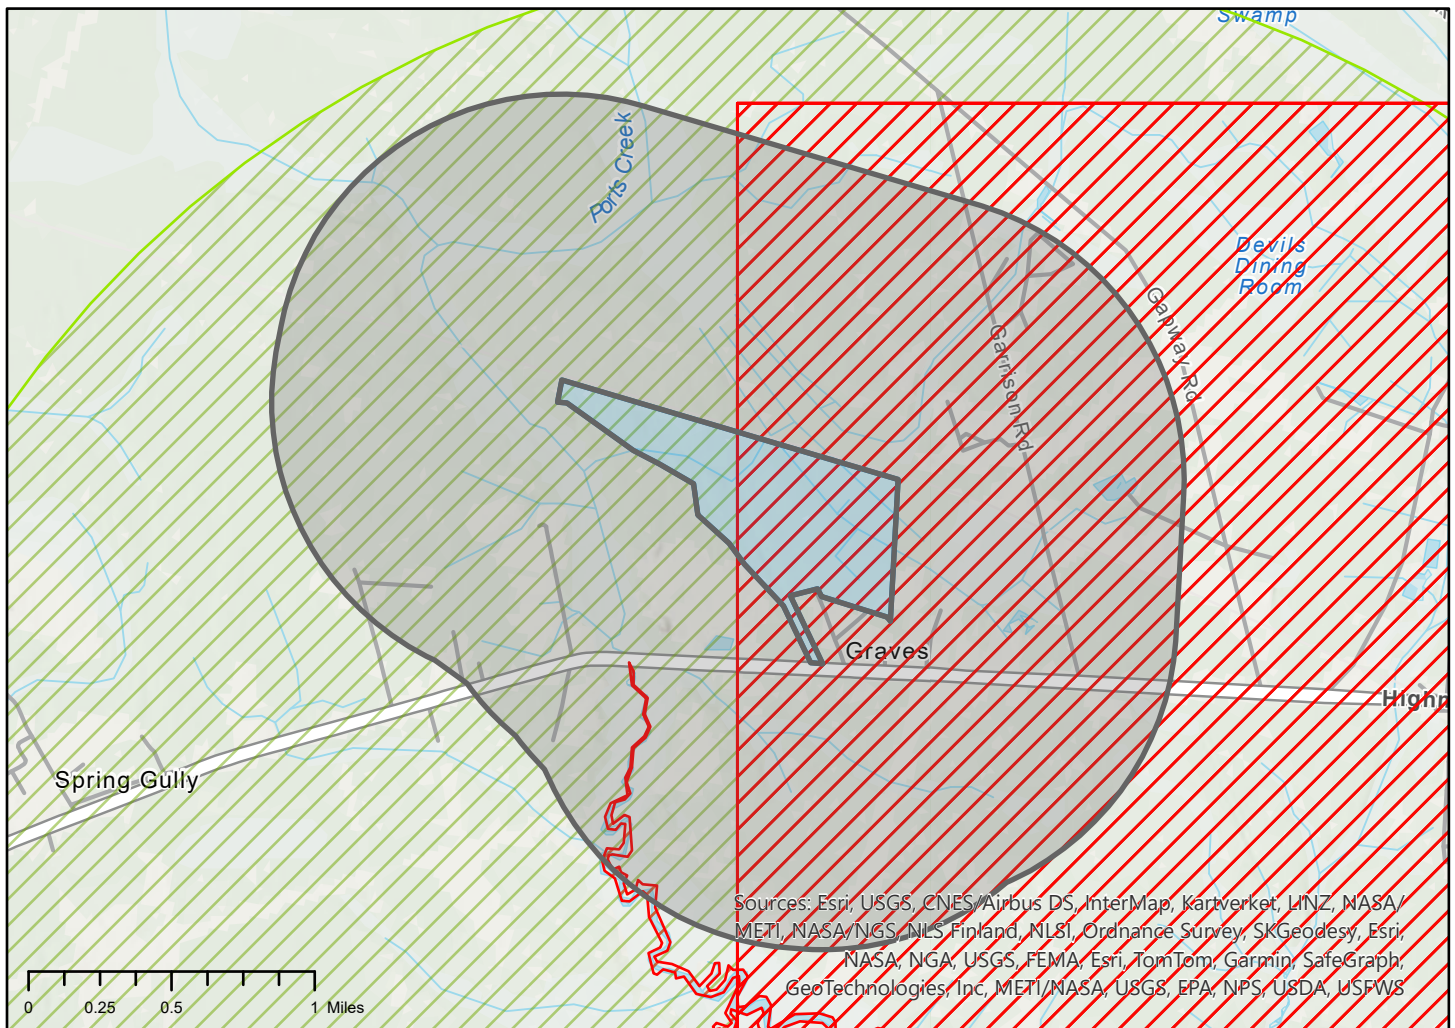 Swamp
Ports Creek
Devils
Dining
Room
Gapway Rd
Garrison Rd
Graves
Spring Gully
Sources: Esri, USGS, CNES/Airbus DS, InterMap, Kartverket, LINZ, NASA/
METI, NASA/NGS, NLS Finland, NLSI, Ordnance Survey, SKGeodesy, Esri,
NASA, NGA, USGS, FEMA, Esri, TomTom, Garmin, SafeGraph,
GeoTechnologies, Inc, METI/NASA, USGS, EPA, NPS, USDA, USFWS
0 0.25 0.5 1 Miles